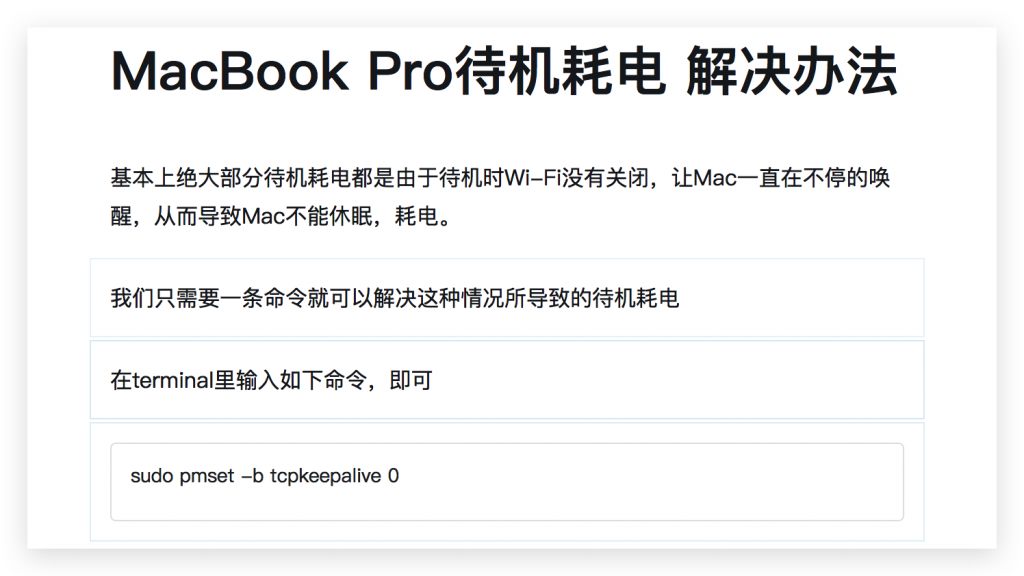 MacBook Pro待机耗电 解决办法
基本上绝大部分待机耗电都是由于待机时Wi-Fi没有关闭，让Mac一直在不停的唤
醒，从而导致Mac不能休眠，耗电。
我们只需要一条命令就可以解决这种情况所导致的待机耗电
在terminal里输入如下命令，即可
sudo pmset -b tcpkeepalive 0